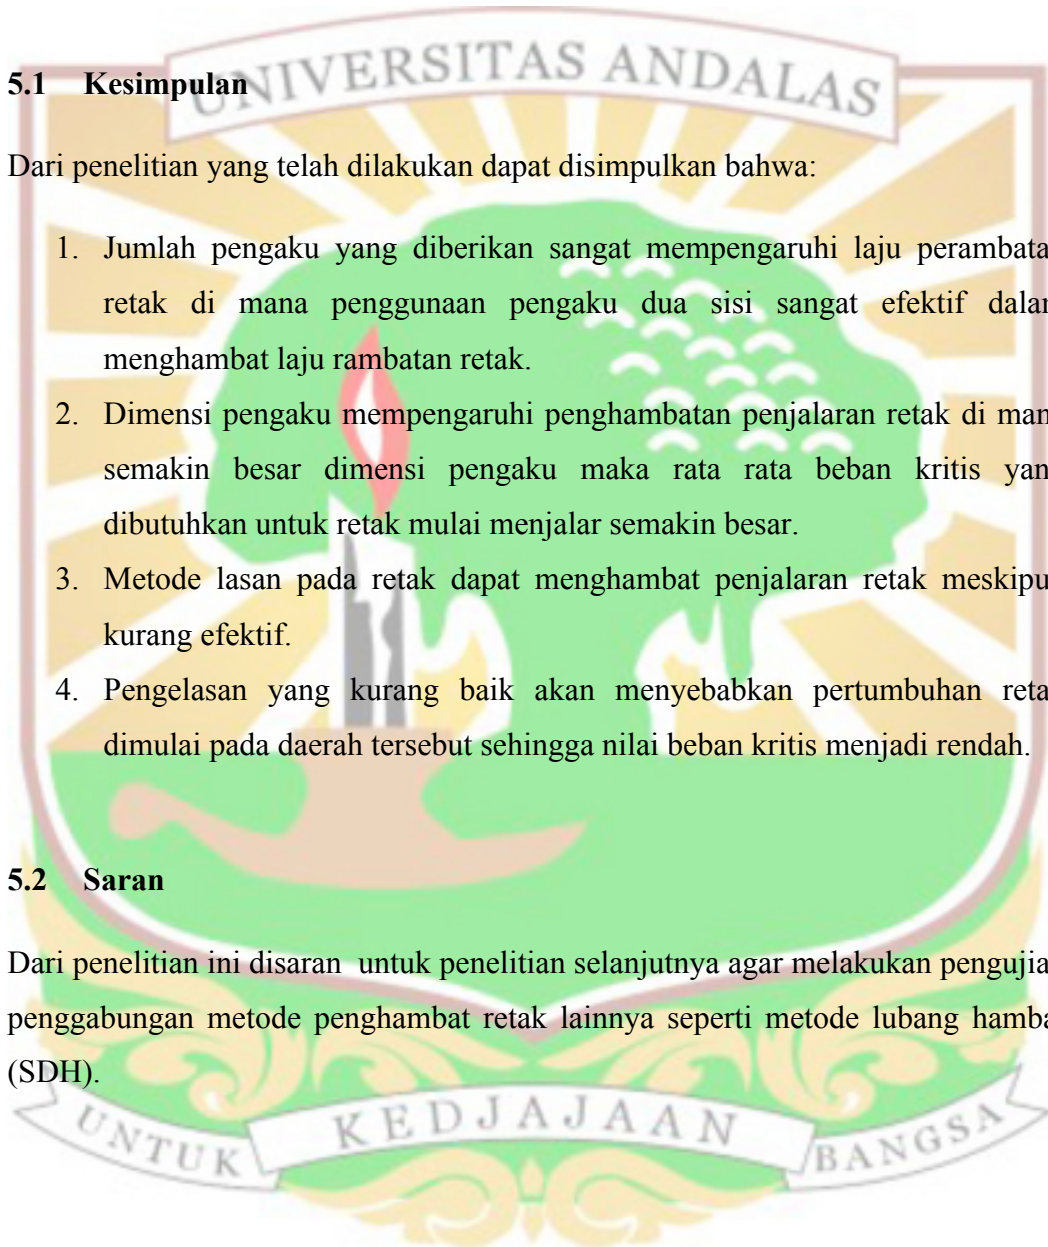 UNIVERSITAS ANDALAS
5.1 Kesimpulan
Dari penelitian yang telah dilakukan dapat disimpulkan bahwa:
1. Jumlah pengaku yang diberikan sangat mempengaruhi laju perambata
retak di mana penggunaan pengaku dua sisi sangat efektif dalam
menghambat laju rambatan retak.
2. Dimensi pengaku mempengaruhi penghambatan penjalaran retak di man
semakin besar dimensi pengaku maka rata rata beban kritis yan
dibutuhkan untuk retak mulai menjalar semakin besar.
3. Metode lasan pada retak dapat menghambat penjalaran retak meskipu
kurang efektif.
4. Pengelasan yang kurang baik akan menyebabkan pertumbuhan reta
dimulai pada daerah tersebut sehingga nilai beban kritis menjadi rendah.
5.2 Saran
Dari penelitian ini disaran untuk penelitian selanjutnya agar melakukan pengujia
penggabungan metode penghambat retak lainnya seperti metode lubang hamba
(SDH).
UNTUK KEDJAJAAN BANGSA